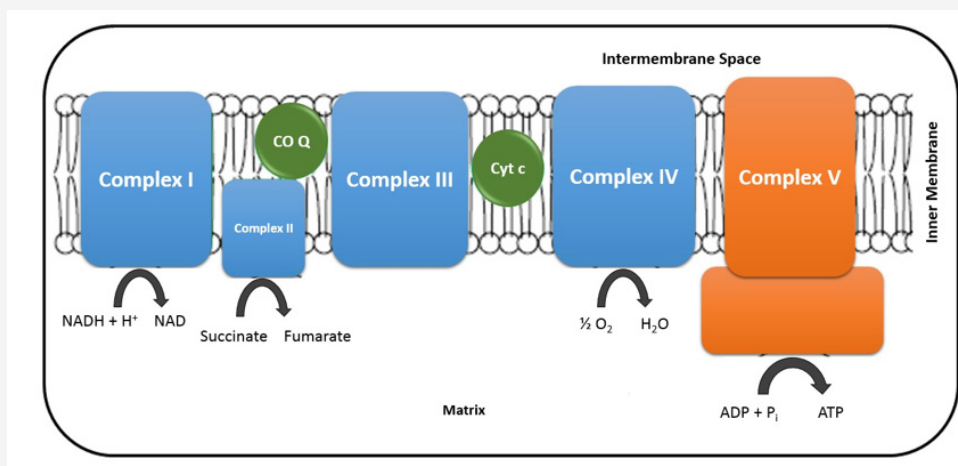 Intermembrane Space
CO Q
Cyt c
Complex I
Complex III
Complex IV
Complex V
Complex II
Inner Membrane
NADH + H⁺ NAD
Succinate Fumarate
½ O₂ H₂O
ADP + Pᵢ ATP
Matrix